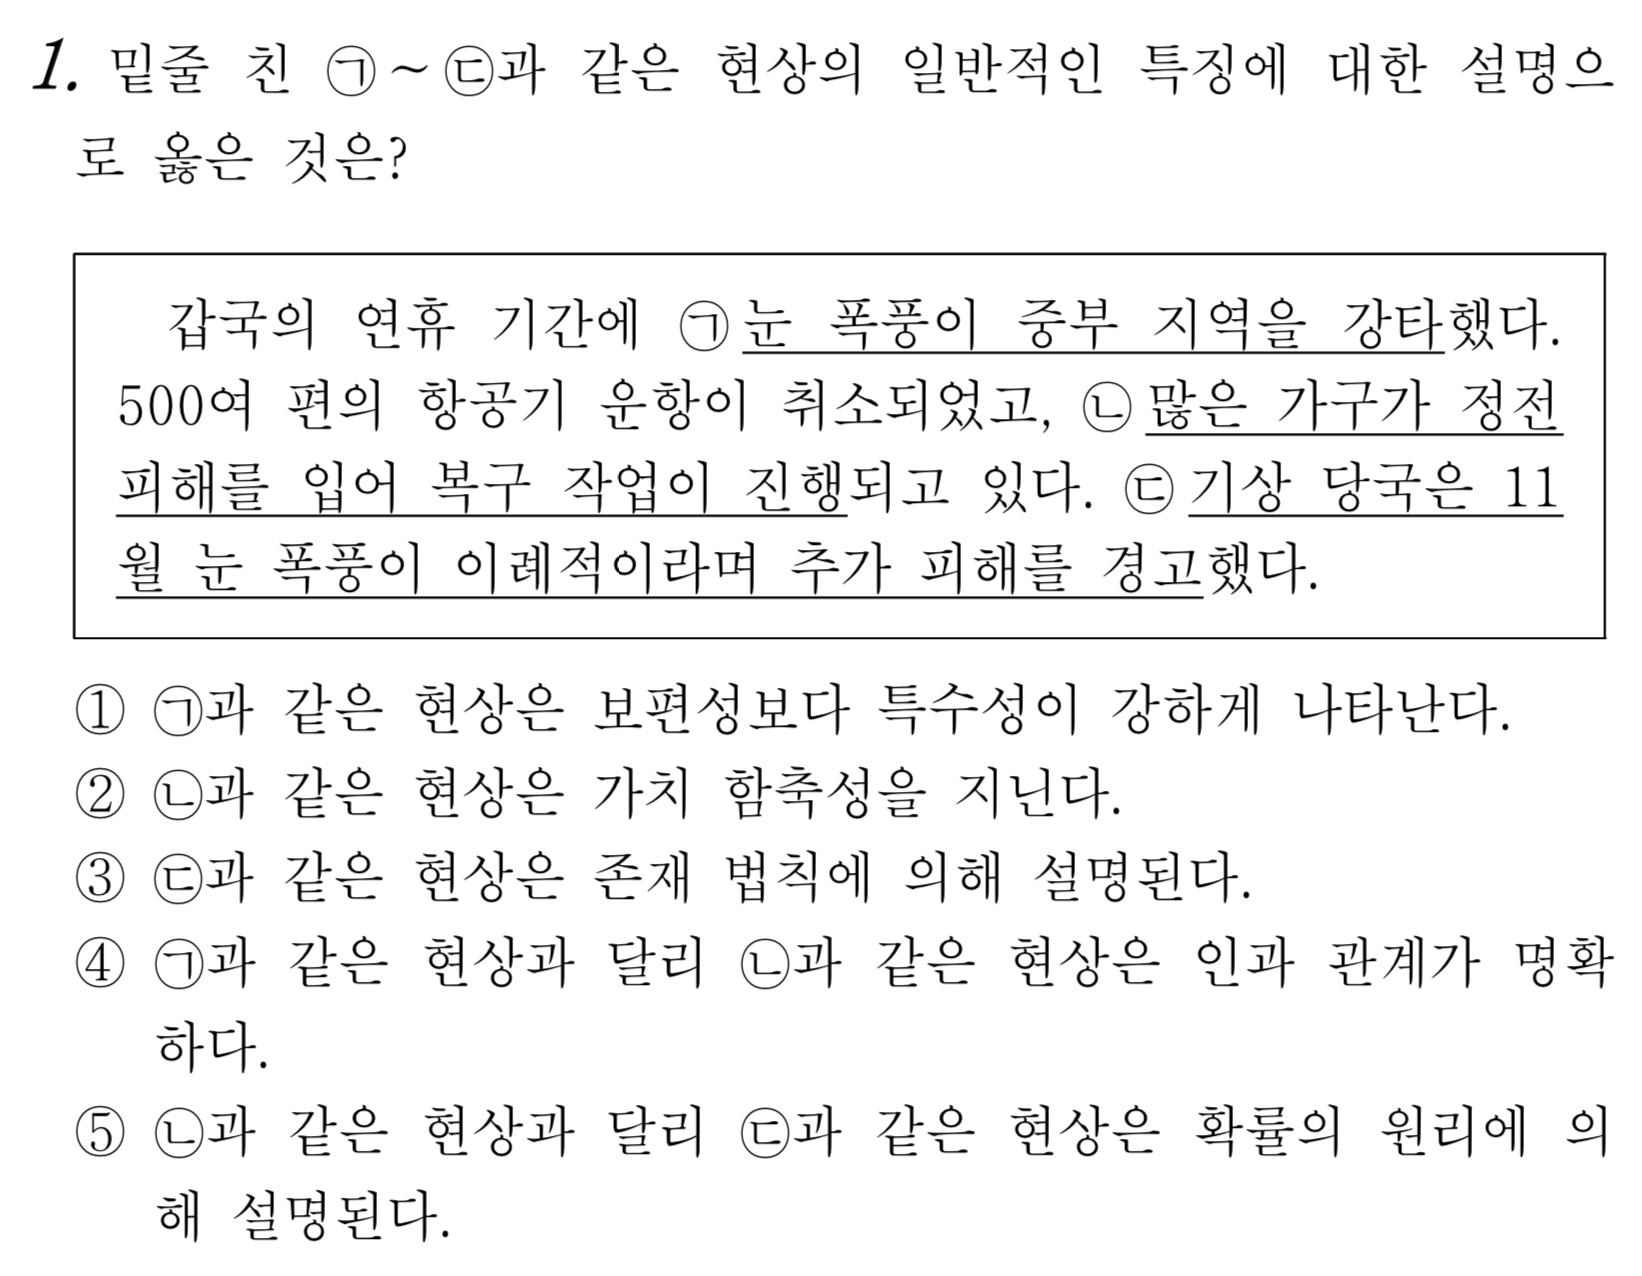 1. 밑줄 친 ㉠~㉢과 같은 현상의 일반적인 특징에 대한 설명으
로 옳은 것은?
갑국의 연휴 기간에 ㉠눈 폭풍이 중부 지역을 강타했다.
500여 편의 항공기 운항이 취소되었고, ㉡많은 가구가 정전
피해를 입어 복구 작업이 진행되고 있다. ㉢기상 당국은 11
월 눈 폭풍이 이례적이라며 추가 피해를 경고했다.
① ㉠과 같은 현상은 보편성보다 특수성이 강하게 나타난다.
② ㉡과 같은 현상은 가치 함축성을 지닌다.
③ ㉢과 같은 현상은 존재 법칙에 의해 설명된다.
④ ㉠과 같은 현상과 달리 ㉡과 같은 현상은 인과 관계가 명확
하다.
⑤ ㉡과 같은 현상과 달리 ㉢과 같은 현상은 확률의 원리에 의
해 설명된다.